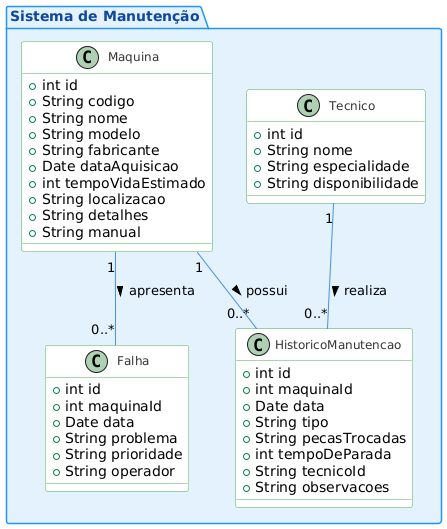 Sistema de Manutenção
C Maquina
int id
String codigo
String nome
String modelo
String fabricante
Date dataAquisicao
int tempoVidaEstimado
String localizacao
String detalhes
String manual
C Tecnico
int id
String nome
String especialidade
String disponibilidade
1
1
1
apresenta
possui
realiza
0..*
0..*
0..*
C Falha
int id
int maquinaId
Date data
String problema
String prioridade
String operador
C HistoricoManutencao
int id
int maquinaId
Date data
String tipo
String pecasTrocadas
int tempoDeParada
String tecnicoId
String observacoes